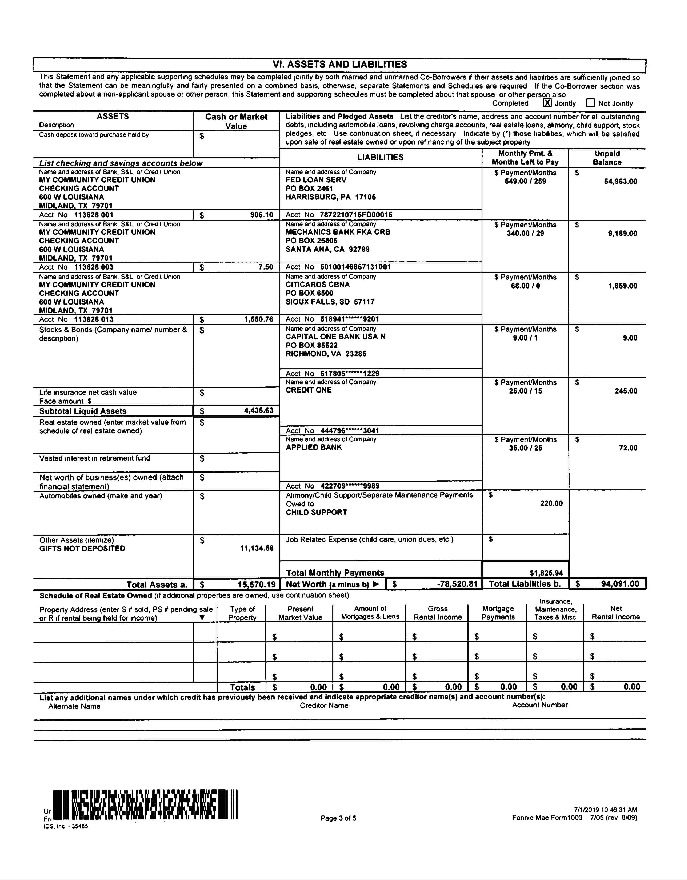 VI. ASSETS AND LIABILITIES
This Statement and any applicable supporting schedules may be completed jointly by both married and unmarried Co-Borrowers if their assets and liabilities are sufficiently joined so
that the Statement can be meaningfully and fairly presented on a combined basis, otherwise, separate Statements and Schedules are required. If the Co-Borrower section was
completed about a non-applicant spouse or other person, this Statement and supporting schedules must be completed about that spouse or other person also
Completed X Jointly Not Jointly
ASSETS
Description
Cash or Market Value
Cash deposit toward purchase held by $
Liabilities and Pledged Assets List the creditor's name, address and account number for all outstanding
debts, including automobile loans, revolving charge accounts, real estate loans, alimony, child support, stock
pledges, etc Use continuation sheet, if necessary Indicate by (*) those liabilities, which will be satisfied
upon sale of real estate owned or upon refinancing of the subject property
LIABILITIES
Monthly Pmt. & Months Left to Pay
Unpaid Balance
List checking and savings accounts below
Name and address of Bank, S&L, or Credit Union
MY COMMUNITY CREDIT UNION
CHECKING ACCOUNT
600 W LOUISIANA
MIDLAND, TX 79701
Acct No 113628 001 $ 906.10
Name and address of Company
FED LOAN SERV
PO BOX 2461
HARRISBURG, PA 17105
$ Payment/Months
549.00 / 259
$ 54,963.00
Acct No 7872210716FD00016
Name and address of Bank, S&L, or Credit Union
MY COMMUNITY CREDIT UNION
CHECKING ACCOUNT
600 W LOUISIANA
MIDLAND, TX 79701
Acct No 113628 003 $ 7.50
Name and address of Company
MECHANICS BANK FKA CRB
PO BOX 25805
SANTA ANA, CA 92799
$ Payment/Months
340.00 / 29
$ 9,159.00
Name and address of Bank, S&L, or Credit Union
MY COMMUNITY CREDIT UNION
CHECKING ACCOUNT
600 W LOUISIANA
MIDLAND, TX 79701
Acct No 113628 013
Name and address of Company
CITICARDS CBNA
PO BOX 6500
SIOUX FALLS, SD 57117
$ Payment/Months
$ 1,659.00
Acct No 518941******9201
Stocks & Bonds (Company name/ number & description) $
Name and address of Company
CAPITAL ONE BANK USA N
PO BOX 85522
RICHMOND, VA 23285
$ Payment/Months
9.00 / 1
$ 9.00
Acct No 517805******1229
Life insurance net cash value $
Face amount $
Subtotal Liquid Assets $ 4,435.63
Name and address of Company
CREDIT ONE
$ Payment/Months
25.00 / 15
$ 245.00
Acct No 444796******3041
Real estate owned (enter market value from schedule of real estate owned) $
Vested interest in retirement fund $
Net worth of business(es) owned (attach financial statement) $
Name and address of Company
APPLIED BANK
$ Payment/Months
$ 72.00
Acct No 422709******9989
Automobiles owned (make and year) $
Alimony/Child Support/Separate Maintenance Payments Owed to
CHILD SUPPORT
$ 220.00
Other Assets (itemize)
GIFTS NOT DEPOSITED
$ 11,134.56
Job Related Expense (child care, union dues, etc) $
Total Monthly Payments $1,826.94
Total Assets a. $ 15,570.19 Net Worth (a minus b) ▶ $ -78,520.81 Total Liabilities b. $ 94,091.00
Schedule of Real Estate Owned (if additional properties are owned, use continuation sheet)
Property Address (enter S if sold, PS if pending sale or R if rental being held for income) ▼
Type of Property
Present Market Value
Amount of Mortgages & Liens
Gross Rental Income
Mortgage Payments
Insurance, Maintenance, Taxes & Misc
Net Rental Income
$ $ $ $ $ $
$ $ $ $ $ $
$ $ $ $ $ $
Totals $ 0.00 $ 0.00 $ 0.00 $ 0.00 $ 0.00 $ 0.00
List any additional names under which credit has previously been received and indicate appropriate creditor name(s) and account number(s):
Alternate Name Creditor Name Account Number
Page 3 of 5
7/1/2019 10 46:31 AM
Fannie Mae Form1003 7/05 (rev. 6/09)